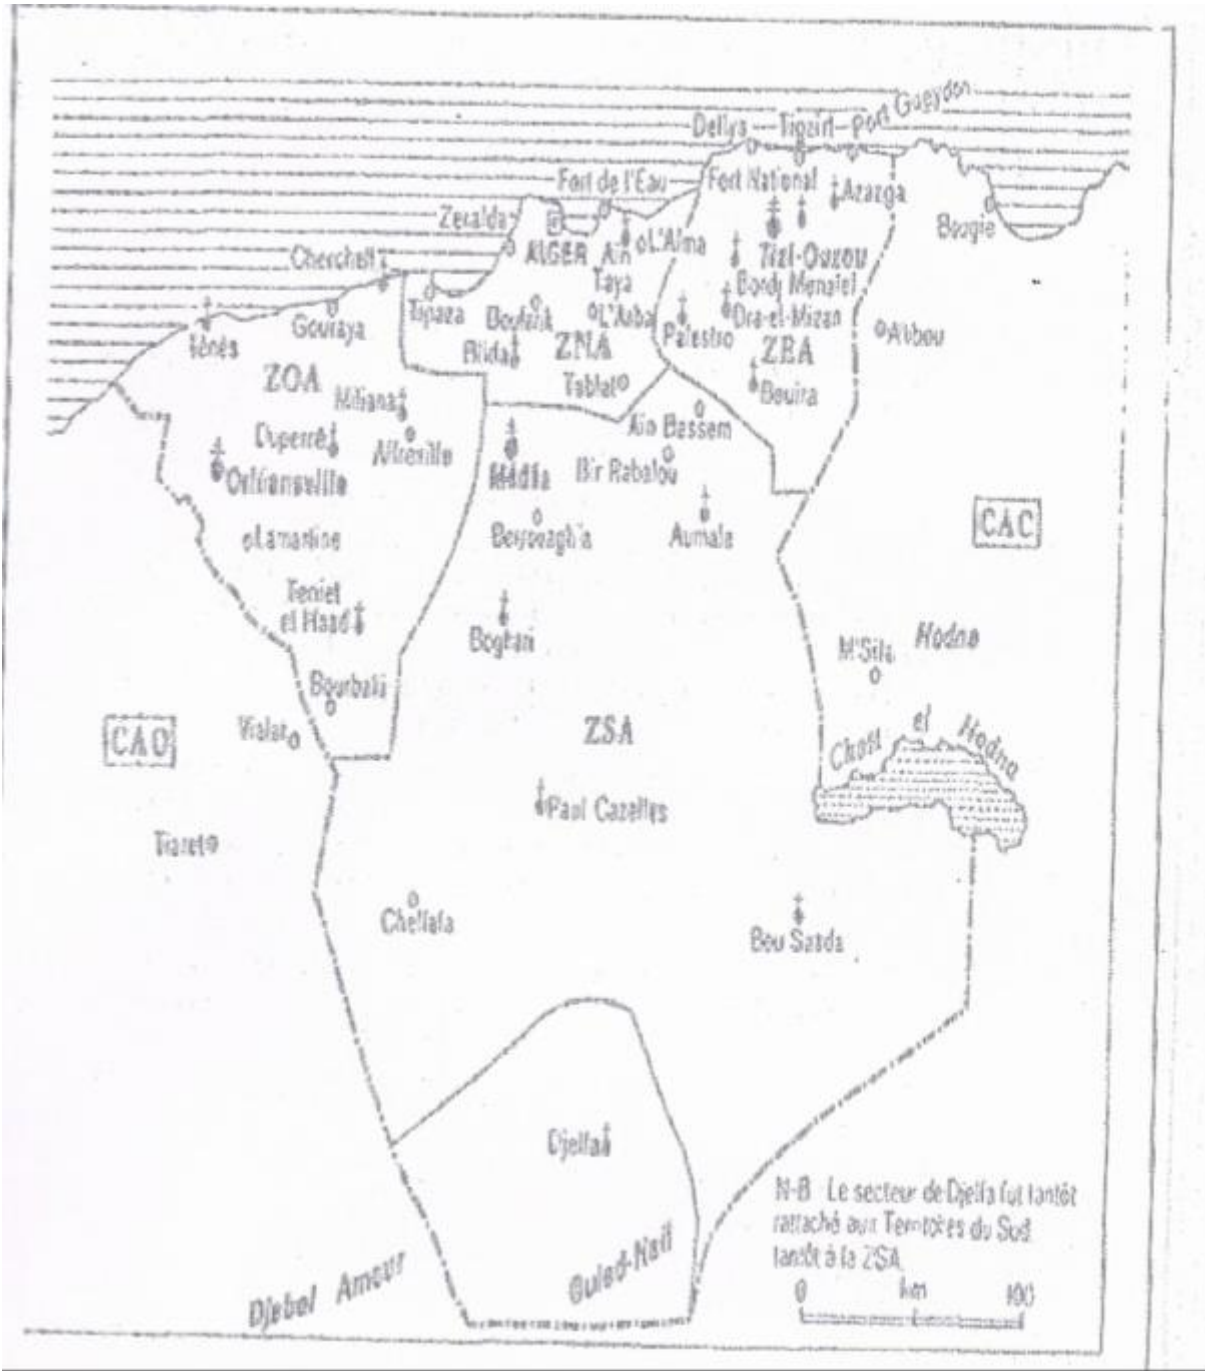 Dellys — Tigzirt — Port Gueydon
Fort de l'Eau
Fort National
Azazga
Zeralda
Bougie
ALGER
Aïn
Taya
L'Alma
Tizi-Ouzou
Cherchell
Bordj Menaïel
Tipaza
Boufarik
L'Arba
Dra-el-Mizan
Gouraya
Palestro
Abbou
Ténès
Blida
ZNA
ZEA
ZOA
Tablat
Bouira
Miliana
Aïn Bessem
Duperré
Affreville
Bir Rabalou
Orléansville
Médéa
CAC
Lamartine
Berrouaghia
Aumale
Teniet
el Haad
Boghari
M'Sila
Hodna
Bourbaki
CAO
Vialar
ZSA
Chott el Hodna
Paul Cazelles
Tiaret
Chellala
Bou Saada
Djelfa
N-B Le secteur de Djelfa fut tantôt
rattaché aux Territoires du Sud
tantôt à la ZSA
Djebel Amour
Ouled-Naïl
0 km 100